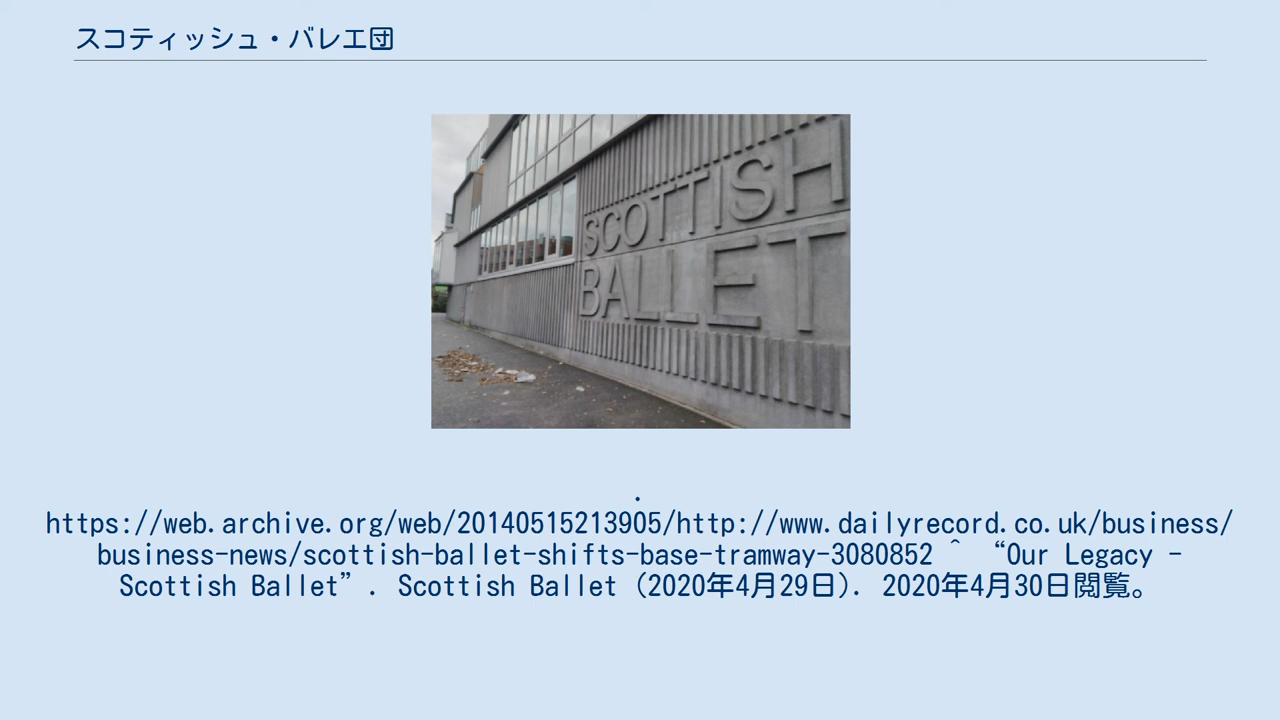 スコティッシュ・バレエ団
SCOTTISH
BALLET
.
https://web.archive.org/web/20140515213905/http://www.dailyrecord.co.uk/business/
business-news/scottish-ballet-shifts-base-tramway-3080852 ^ “Our Legacy -
Scottish Ballet”. Scottish Ballet (2020年4月29日). 2020年4月30日閲覧。